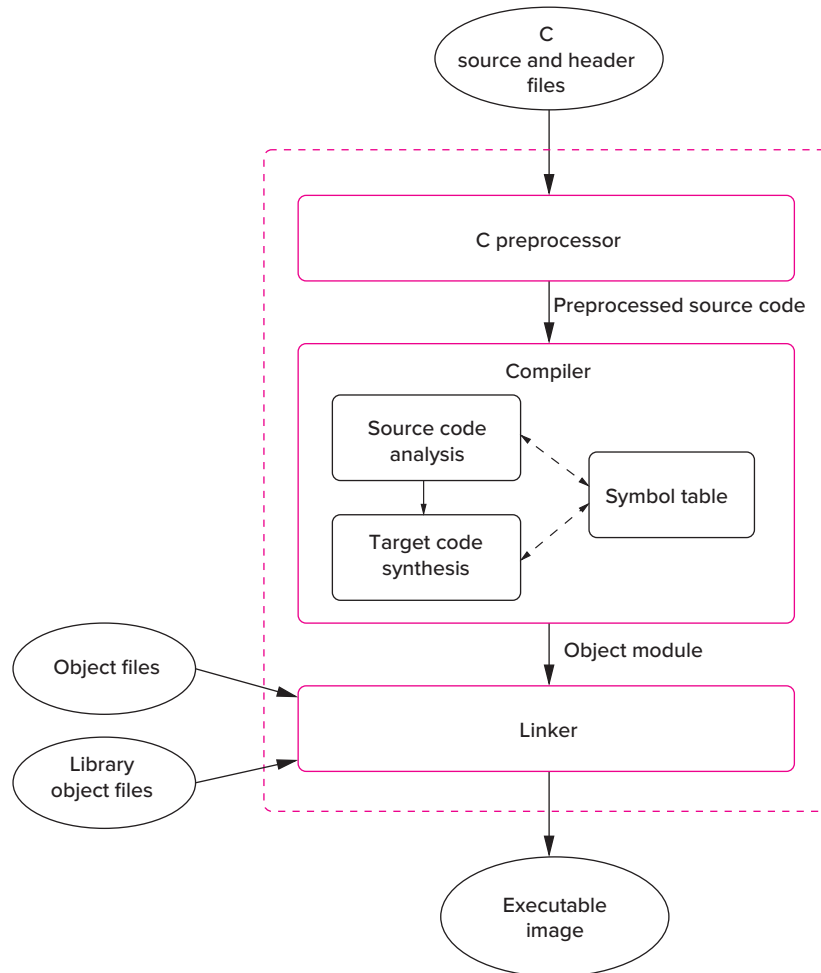 C
source and header
files
C preprocessor
Preprocessed source code
Compiler
Source code
analysis
Symbol table
Target code
synthesis
Object module
Object files
Linker
Library
object files
Executable
image